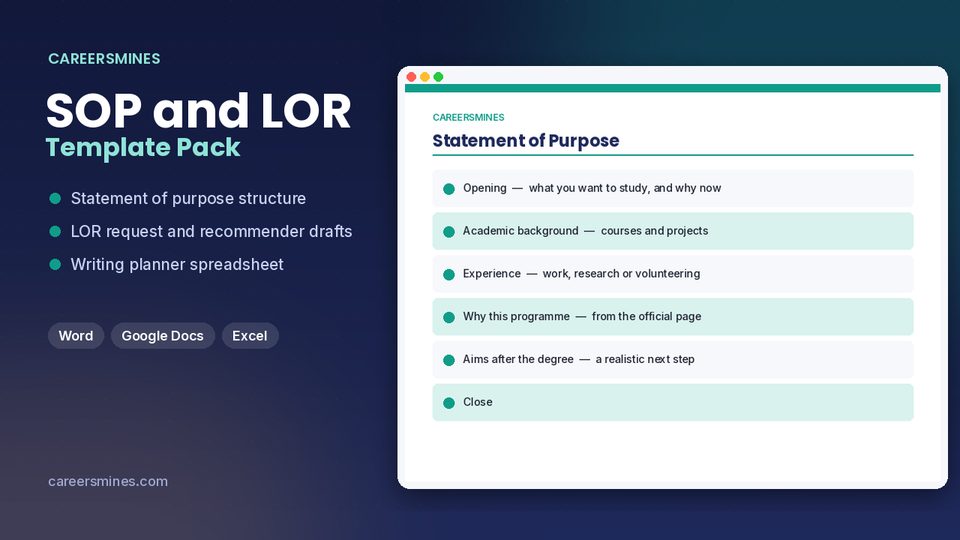 CAREERSMINES
SOP and LOR
Template Pack
Statement of purpose structure
LOR request and recommender drafts
Writing planner spreadsheet
Word
Google Docs
Excel
careersmines.com
CAREERSMINES
Statement of Purpose
Opening — what you want to study, and why now
Academic background — courses and projects
Experience — work, research or volunteering
Why this programme — from the official page
Aims after the degree — a realistic next step
Close